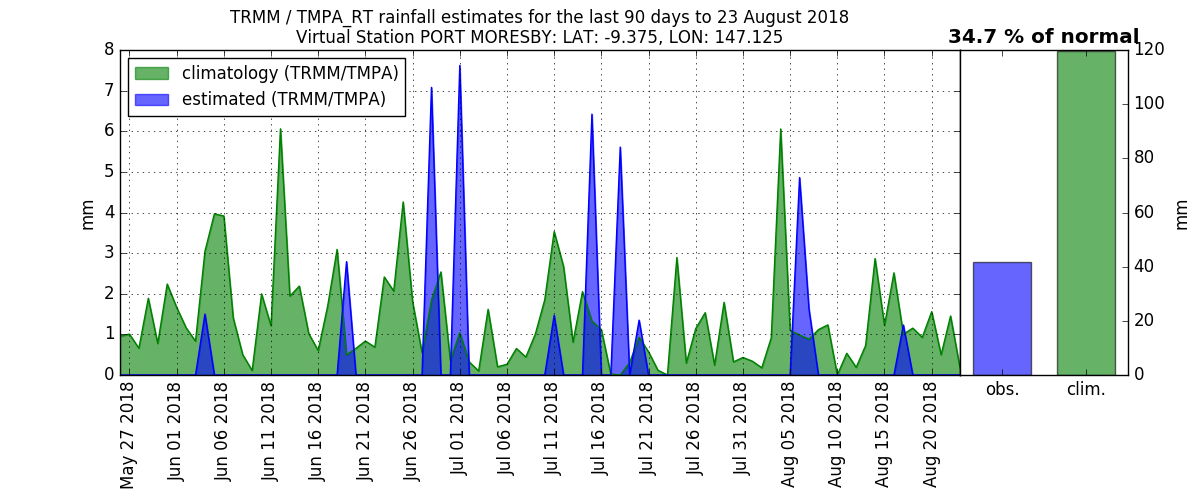 TRMM / TMPA_RT rainfall estimates for the last 90 days to 23 August 2018
Virtual Station PORT MORESBY: LAT: -9.375, LON: 147.125
34.7 % of normal
climatology (TRMM/TMPA)
estimated (TRMM/TMPA)
8
7
6
5
4
3
2
1
0
mm
May 27 2018
Jun 01 2018
Jun 06 2018
Jun 11 2018
Jun 16 2018
Jun 21 2018
Jun 26 2018
Jul 01 2018
Jul 06 2018
Jul 11 2018
Jul 16 2018
Jul 21 2018
Jul 26 2018
Jul 31 2018
Aug 05 2018
Aug 10 2018
Aug 15 2018
Aug 20 2018
obs.
clim.
120
100
80
60
40
20
0
mm